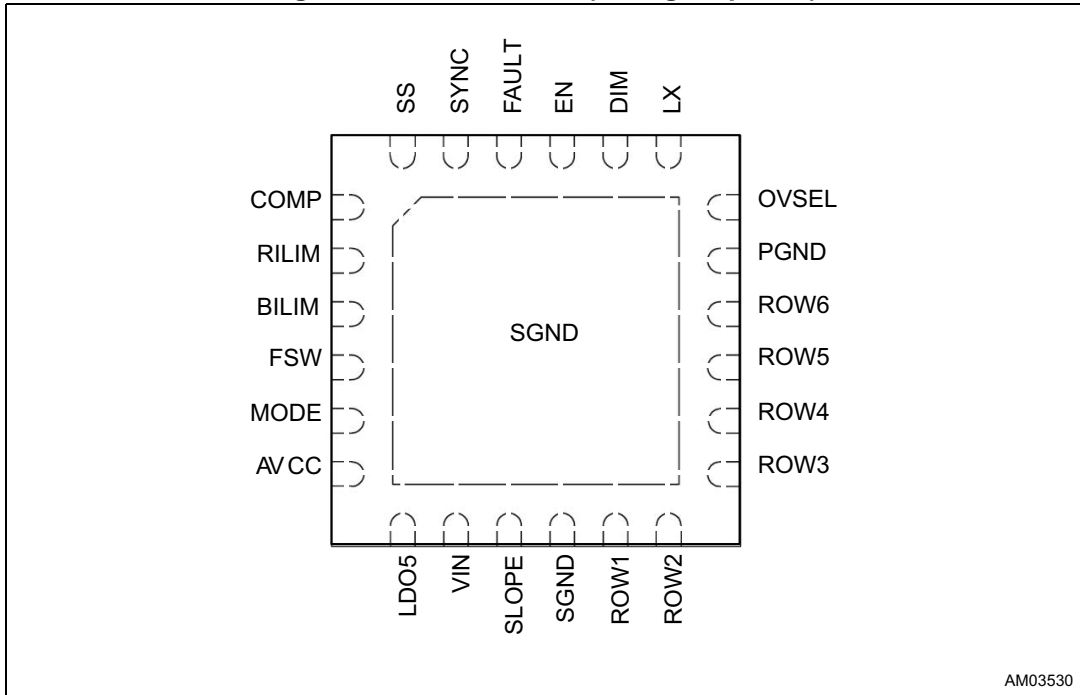 SS
SYNC
FAULT
EN
DIM
LX
COMP
RILIM
BILIM
FSW
MODE
AVCC
SGND
OVSEL
PGND
ROW6
ROW5
ROW4
ROW3
LDO5
VIN
SLOPE
SGND
ROW1
ROW2
AM03530